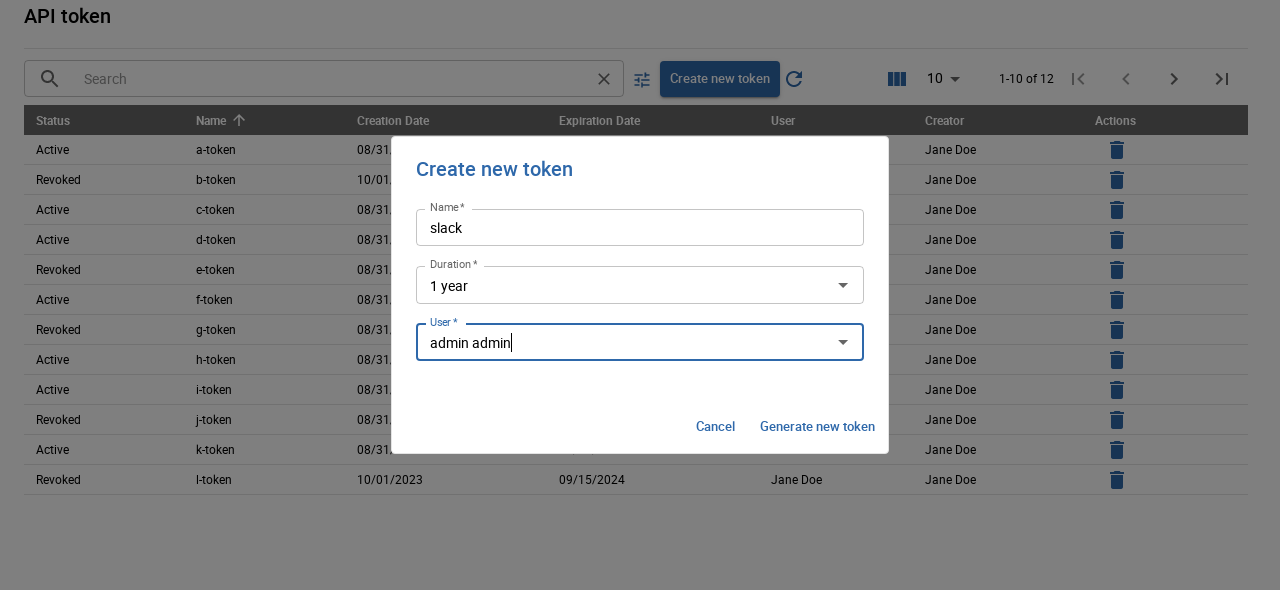 API token
Search
Create new token
10
1-10 of 12
Status Name Creation Date Expiration Date User Creator Actions
Active a-token 08/31 Jane Doe
Revoked b-token 10/01 Jane Doe
Active c-token 08/31 Jane Doe
Active d-token 08/31 Jane Doe
Revoked e-token 08/31 Jane Doe
Active f-token 08/31 Jane Doe
Revoked g-token 08/31 Jane Doe
Active h-token 08/31 Jane Doe
Active i-token 08/31 Jane Doe
Revoked j-token 08/31 Jane Doe
Active k-token 08/31 Jane Doe
Revoked l-token 10/01/2023 09/15/2024 Jane Doe Jane Doe
Create new token
Name *
slack
Duration *
1 year
User *
admin admin
Cancel Generate new token